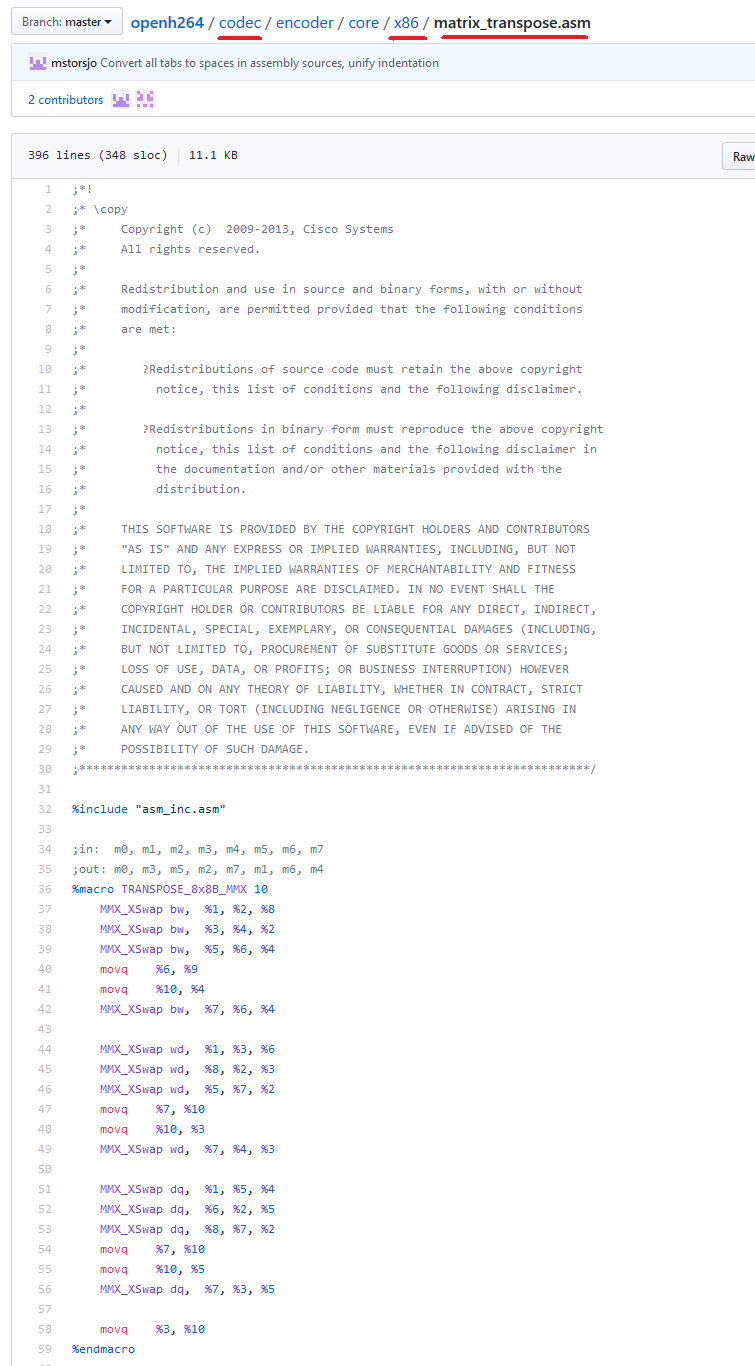 Branch: master openh264 / codec / encoder / core / x86 / matrix_transpose.asm
mstorsjo Convert all tabs to spaces in assembly sources, unify indentation
2 contributors
396 lines (348 sloc) 11.1 KB Raw
1 ;*!
2 ;* \copy
3 ;*     Copyright (c)  2009-2013, Cisco Systems
4 ;*     All rights reserved.
5 ;*
6 ;*     Redistribution and use in source and binary forms, with or without
7 ;*     modification, are permitted provided that the following conditions
8 ;*     are met:
9 ;*
10 ;*        ?Redistributions of source code must retain the above copyright
11 ;*          notice, this list of conditions and the following disclaimer.
12 ;*
13 ;*        ?Redistributions in binary form must reproduce the above copyright
14 ;*          notice, this list of conditions and the following disclaimer in
15 ;*          the documentation and/or other materials provided with the
16 ;*          distribution.
17 ;*
18 ;*     THIS SOFTWARE IS PROVIDED BY THE COPYRIGHT HOLDERS AND CONTRIBUTORS
19 ;*     "AS IS" AND ANY EXPRESS OR IMPLIED WARRANTIES, INCLUDING, BUT NOT
20 ;*     LIMITED TO, THE IMPLIED WARRANTIES OF MERCHANTABILITY AND FITNESS
21 ;*     FOR A PARTICULAR PURPOSE ARE DISCLAIMED. IN NO EVENT SHALL THE
22 ;*     COPYRIGHT HOLDER OR CONTRIBUTORS BE LIABLE FOR ANY DIRECT, INDIRECT,
23 ;*     INCIDENTAL, SPECIAL, EXEMPLARY, OR CONSEQUENTIAL DAMAGES (INCLUDING,
24 ;*     BUT NOT LIMITED TO, PROCUREMENT OF SUBSTITUTE GOODS OR SERVICES;
25 ;*     LOSS OF USE, DATA, OR PROFITS; OR BUSINESS INTERRUPTION) HOWEVER
26 ;*     CAUSED AND ON ANY THEORY OF LIABILITY, WHETHER IN CONTRACT, STRICT
27 ;*     LIABILITY, OR TORT (INCLUDING NEGLIGENCE OR OTHERWISE) ARISING IN
28 ;*     ANY WAY OUT OF THE USE OF THIS SOFTWARE, EVEN IF ADVISED OF THE
29 ;*     POSSIBILITY OF SUCH DAMAGE.
30 ;*************************************************************************/
31
32 %include "asm_inc.asm"
33
34 ;in:  m0, m1, m2, m3, m4, m5, m6, m7
35 ;out: m0, m3, m5, m2, m7, m1, m6, m4
36 %macro TRANSPOSE_8x8B_MMX 10
37     MMX_XSwap bw,  %1, %2, %8
38     MMX_XSwap bw,  %3, %4, %2
39     MMX_XSwap bw,  %5, %6, %4
40     movq    %6, %9
41     movq    %10, %4
42     MMX_XSwap bw,  %7, %6, %4
43
44     MMX_XSwap wd,  %1, %3, %6
45     MMX_XSwap wd,  %8, %2, %3
46     MMX_XSwap wd,  %5, %7, %2
47     movq    %7, %10
48     movq    %10, %3
49     MMX_XSwap wd,  %7, %4, %3
50
51     MMX_XSwap dq,  %1, %5, %4
52     MMX_XSwap dq,  %6, %2, %5
53     MMX_XSwap dq,  %8, %7, %2
54     movq    %7, %10
55     movq    %10, %5
56     MMX_XSwap dq,  %7, %3, %5
57
58     movq    %3, %10
59 %endmacro